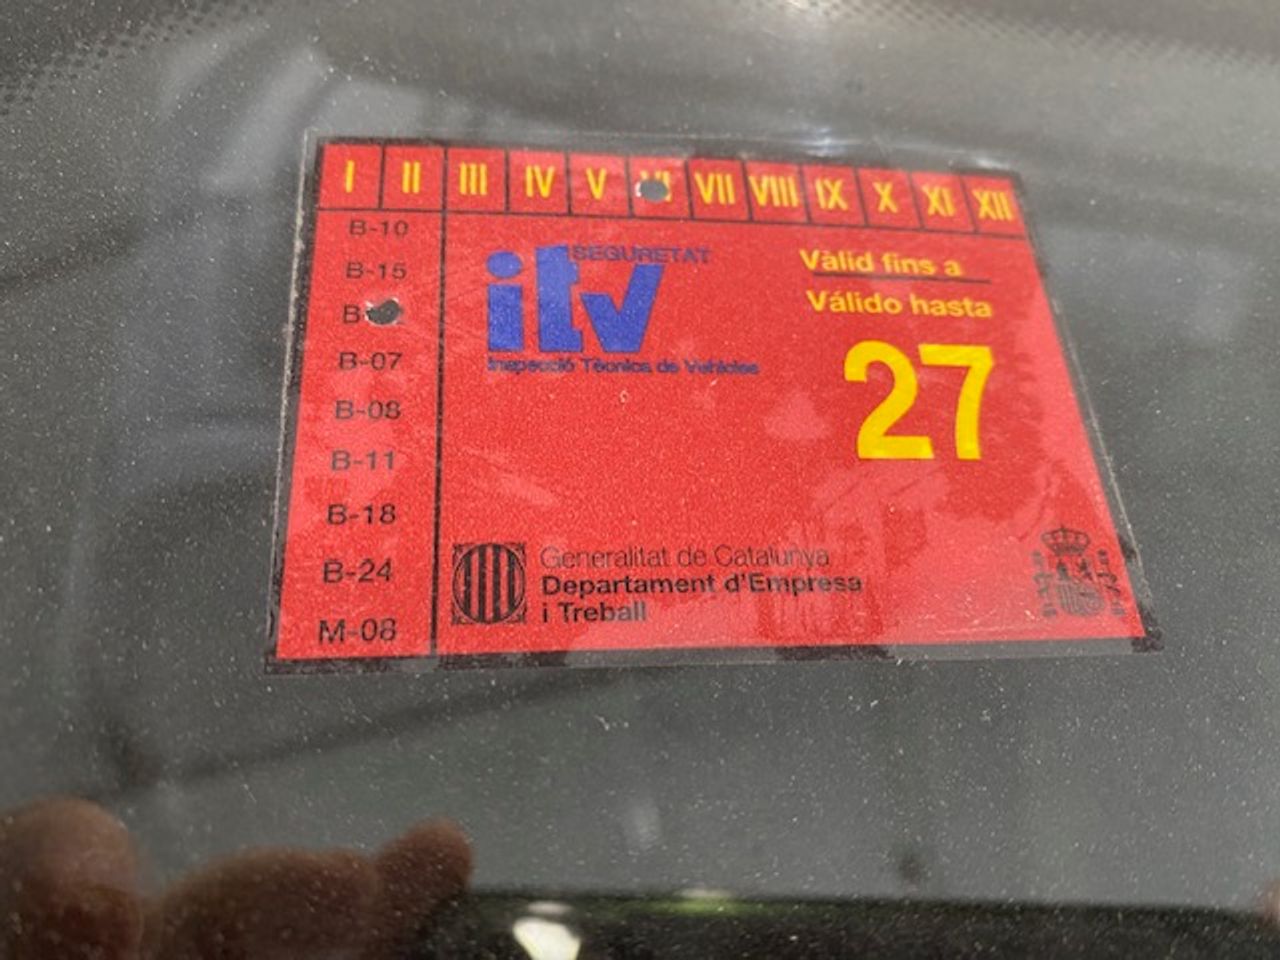 I II III IV V VI VII VIII IX X XI XII
B-10
B-15
B-07
B-08
B-11
B-18
B-24
M-08
SEGURETAT
itv
Inspecció Tècnica de Vehicles
Vàlid fins a
Válido hasta
27
Generalitat de Catalunya
Departament d'Empresa
i Treball